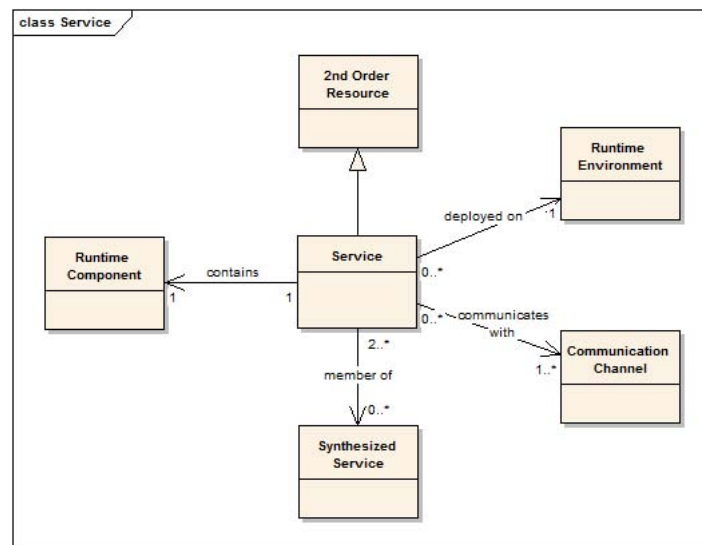 class Service
2nd Order
Resource
Runtime
Environment
deployed on
1
0..*
Service
Runtime
Component
contains
1
1
0..*
communicates
with
1..*
Communication
Channel
2..*
member of
0..*
Synthesized
Service